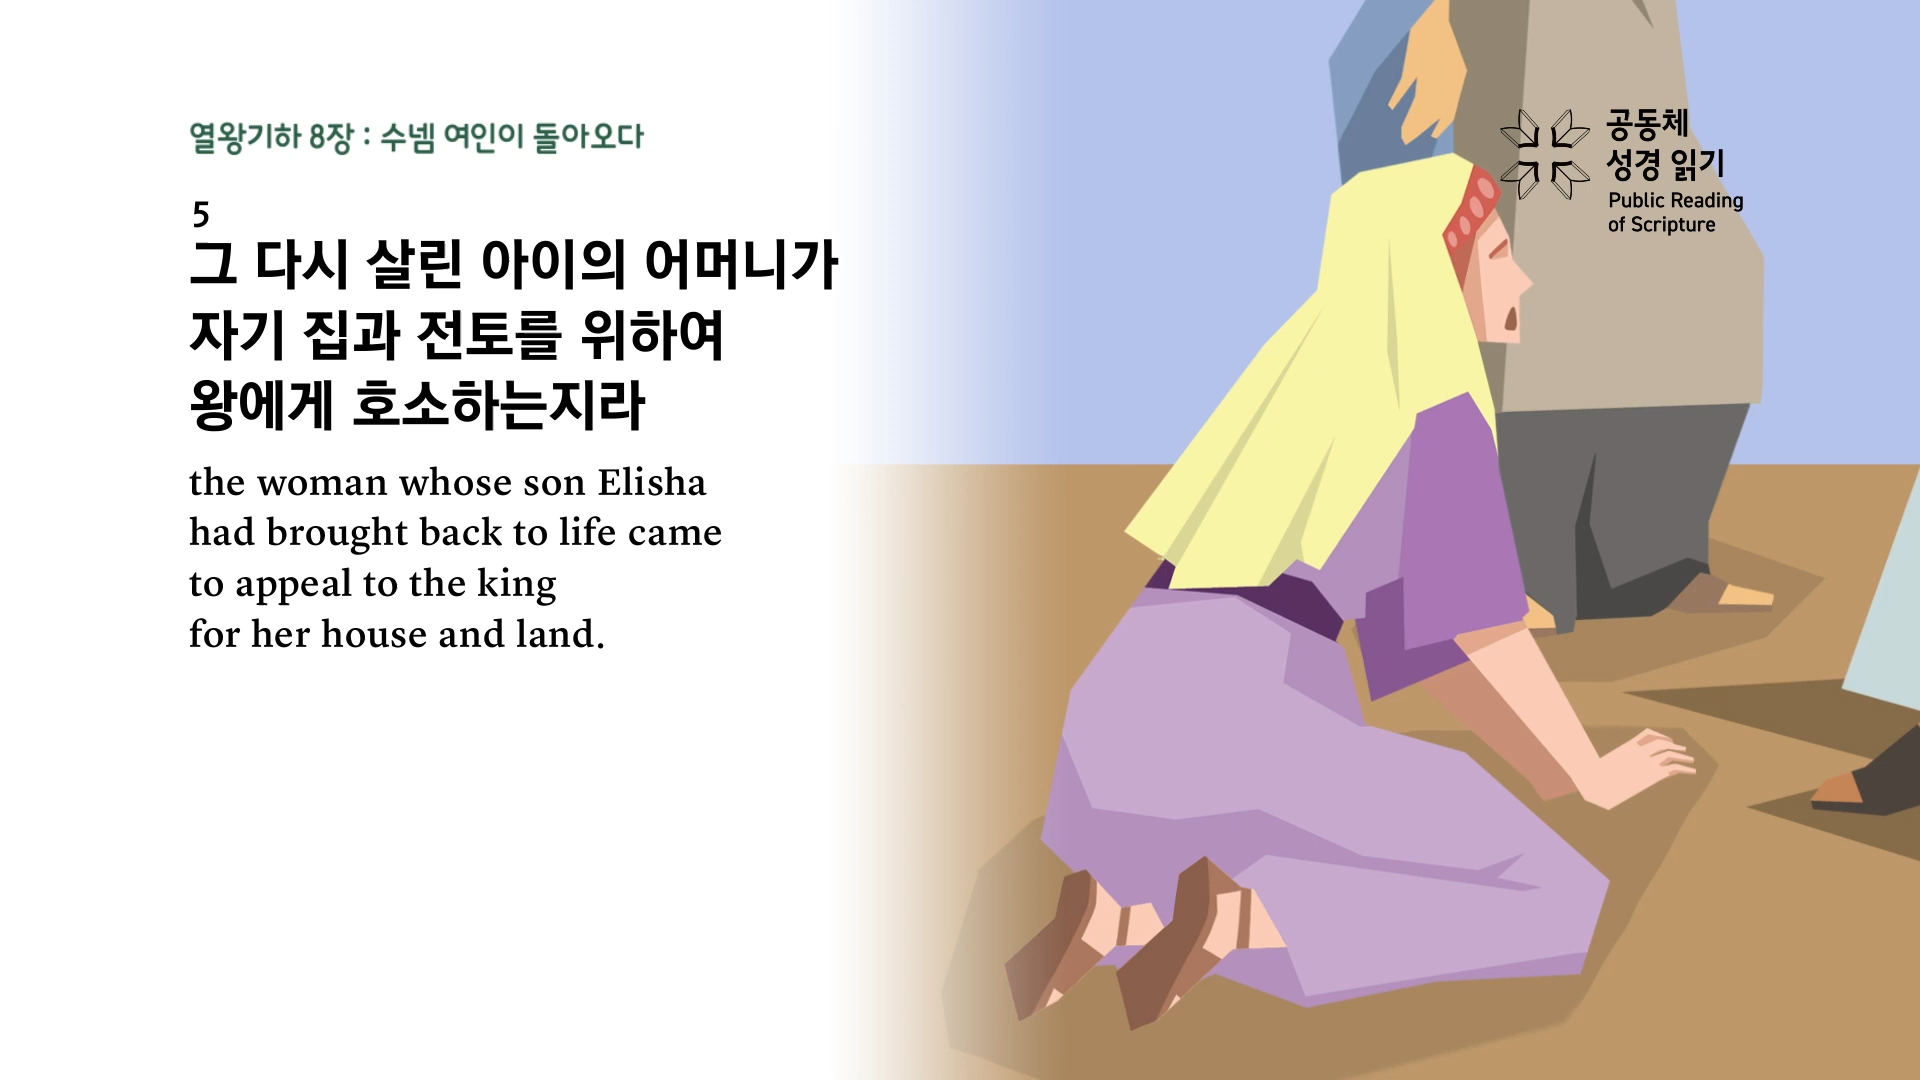 열왕기하 8장 : 수넴 여인이 돌아오다
5
그 다시 살린 아이의 어머니가
자기 집과 전토를 위하여
왕에게 호소하는지라
the woman whose son Elisha
had brought back to life came
to appeal to the king
for her house and land.
공동체
성경 읽기
Public Reading
of Scripture